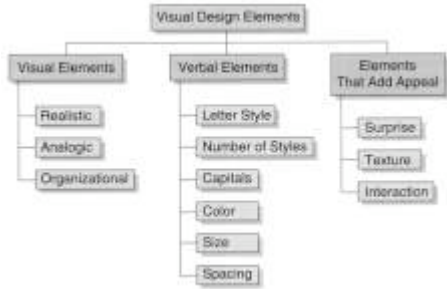 Visual Design Elements
Visual Elements
Verbal Elements
Elements
That Add Appeal
Realistic
Analogic
Organizational
Letter Style
Number of Styles
Capitals
Color
Size
Spacing
Surprise
Texture
Interaction